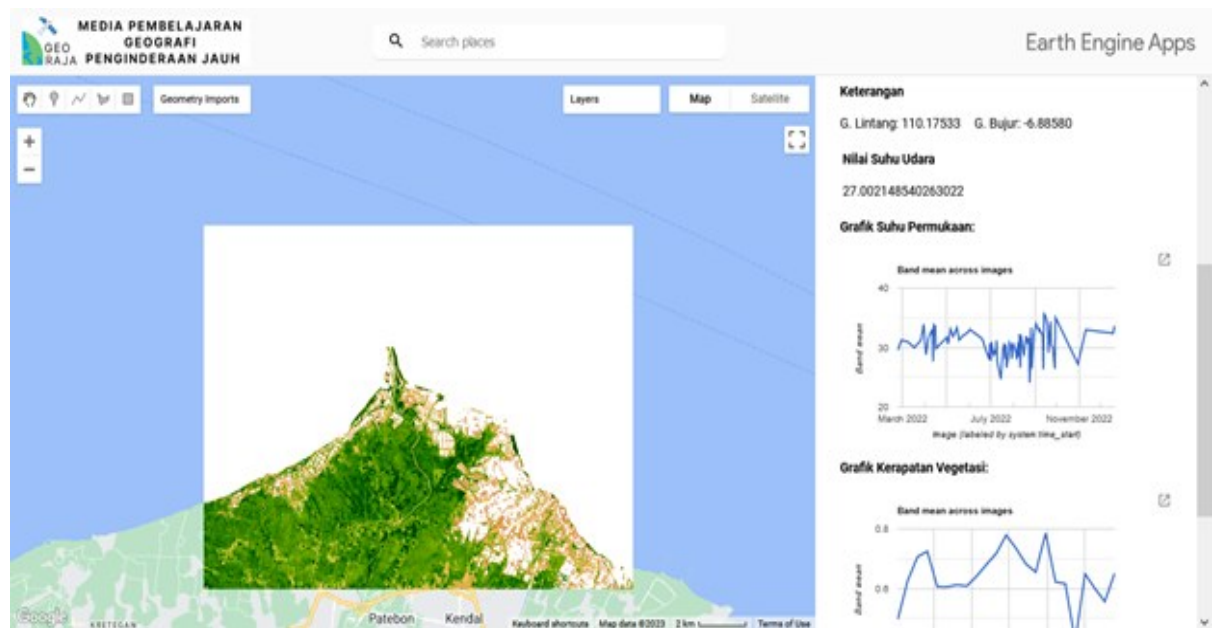 MEDIA PEMBELAJARAN
GEOGRAFI
PENGINDERAAN JAUH
GEO
RAJA
Search places
Earth Engine Apps
Geometry Imports
Layers
Map
Satellite
+
−
Keterangan
G. Lintang: 110.17533 G. Bujur: -6.88580
Nilai Suhu Udara
27.002148540263022
Grafik Suhu Permukaan:
Band mean across images
40
30
20
Band mean
March 2022
July 2022
November 2022
Image (labeled by system:time_start)
Grafik Kerapatan Vegetasi:
Band mean across images
0.8
0.6
Band mean
Google
KRETEGAN
Patebon
Kendal
Keyboard shortcuts
Map data ©2023
2 km
Terms of Use